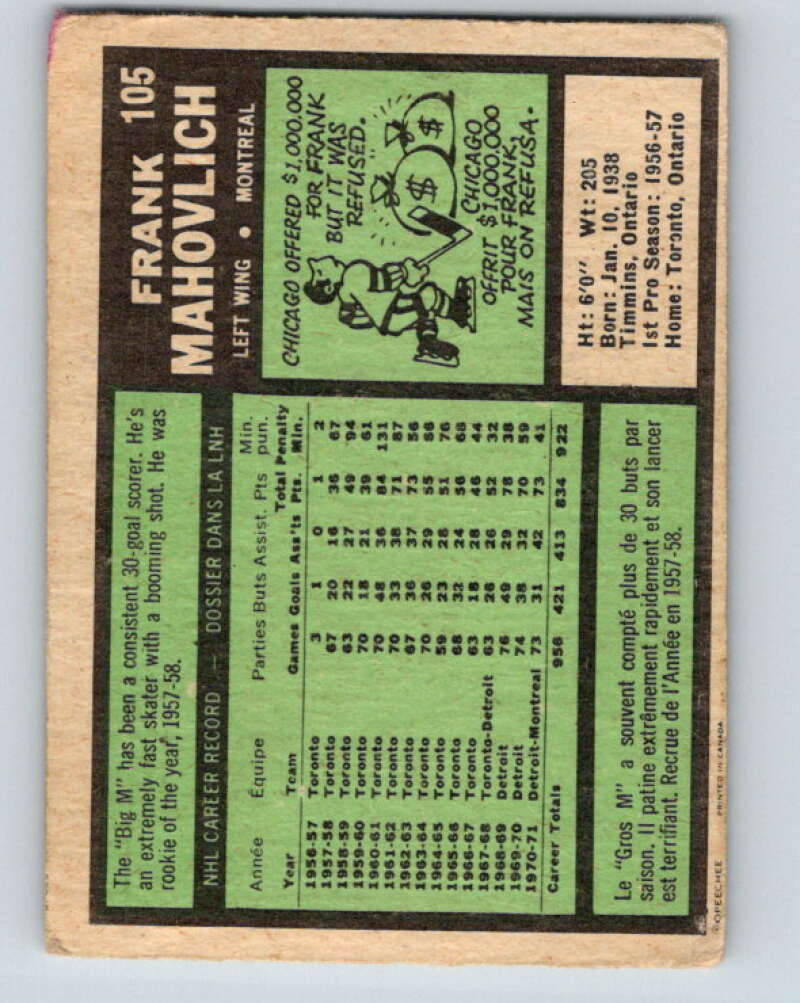 105
FRANK
MAHOVLICH
LEFT WING • MONTREAL
The "Big M" has been a consistent 30-goal scorer. He's
an extremely fast skater with a booming shot. He was
rookie of the year, 1957-58.
CHICAGO OFFERED $1,000,000
FOR FRANK
BUT IT WAS
REFUSED.
$
$
CHICAGO
OFFRIT $1,000,000
POUR FRANK,
MAIS ON REFUSA.
Ht: 6'0" Wt: 205
Born: Jan. 10, 1938
Timmins, Ontario
1st Pro Season: 1956-57
Home: Toronto, Ontario
NHL CAREER RECORD — DOSSIER DANS LA LNH
Année Équipe Parties Buts Assist. Pts Min. pun.
Year Team Games Goals Ass'ts Total Pts. Penalty Min.
1956-57 Toronto 3 1 0 1 2
1957-58 Toronto 67 20 16 36 67
1958-59 Toronto 63 22 27 49 94
1959-60 Toronto 70 18 21 39 61
1960-61 Toronto 70 48 36 84 131
1961-62 Toronto 70 33 38 71 87
1962-63 Toronto 67 36 37 73 56
1963-64 Toronto 70 26 29 55 66
1964-65 Toronto 59 23 28 51 76
1965-66 Toronto 68 32 24 56 68
1966-67 Toronto 63 18 28 46 44
1967-68 Toronto-Detroit 63 26 26 52 32
1968-69 Detroit 76 49 29 78 38
1969-70 Detroit 74 38 32 70 59
1970-71 Detroit-Montreal 73 31 42 73 41
Career Totals 956 421 413 834 922
Le "Gros M" a souvent compté plus de 30 buts par
saison. Il patine extrêmement rapidement et son lancer
est terrifiant. Recrue de l'Année en 1957-58.
©OPEECHEE PRINTED IN CANADA